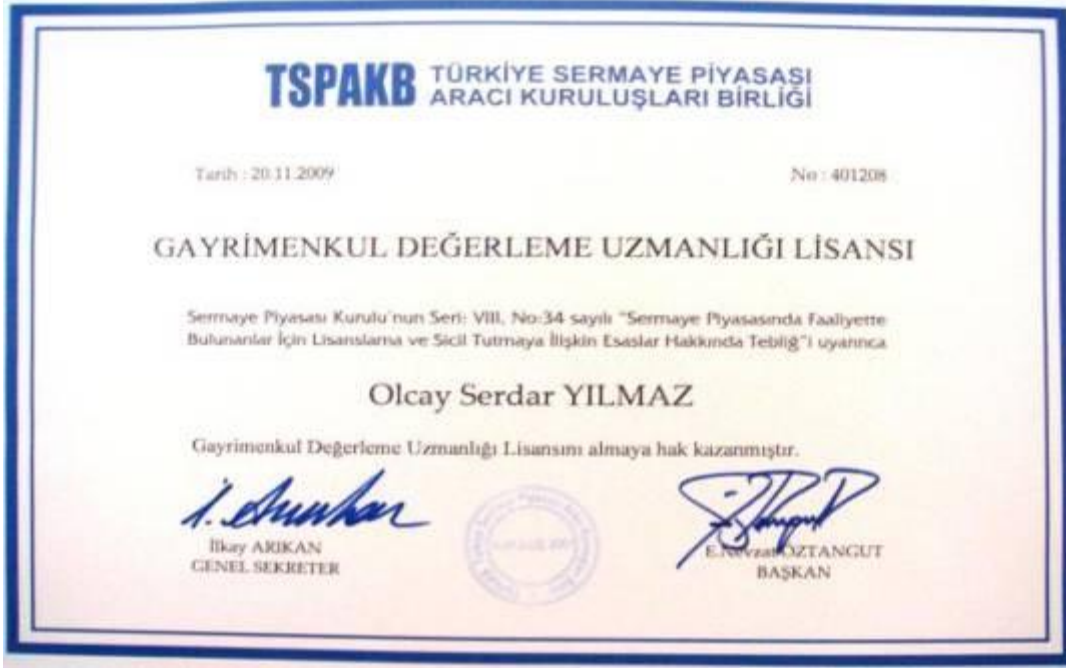 TSPAKB TÜRKİYE SERMAYE PİYASASI
ARACI KURULUŞLARI BİRLİĞİ
Tarih : 20.11.2009
No : 401208
GAYRİMENKUL DEĞERLEME UZMANLIĞI LİSANSI
Sermaye Piyasası Kurulu'nun Seri: VIII, No:34 sayılı "Sermaye Piyasasında Faaliyette
Bulunanlar İçin Lisanslama ve Sicil Tutmaya İlişkin Esaslar Hakkında Tebliğ"i uyarınca
Olcay Serdar YILMAZ
Gayrimenkul Değerleme Uzmanlığı Lisansını almaya hak kazanmıştır.
İlkay ARIKAN
GENEL SEKRETER
E.Nevzat ÖZTANGUT
BAŞKAN